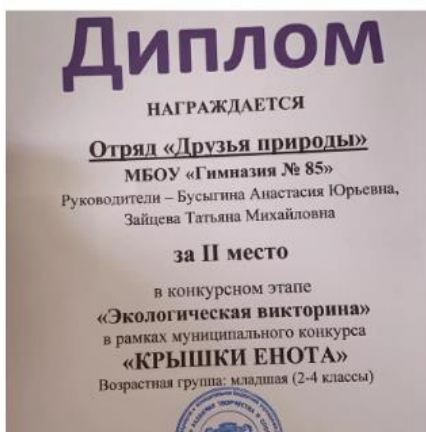 Диплом
НАГРАЖДАЕТСЯ
Отряд «Друзья природы»
МБОУ «Гимназия № 85»
Руководители – Бусыгина Анастасия Юрьевна,
Зайцева Татьяна Михайловна
за II место
в конкурсном этапе
«Экологическая викторина»
в рамках муниципального конкурса
«КРЫШКИ ЕНОТА»
Возрастная группа: младшая (2-4 классы)